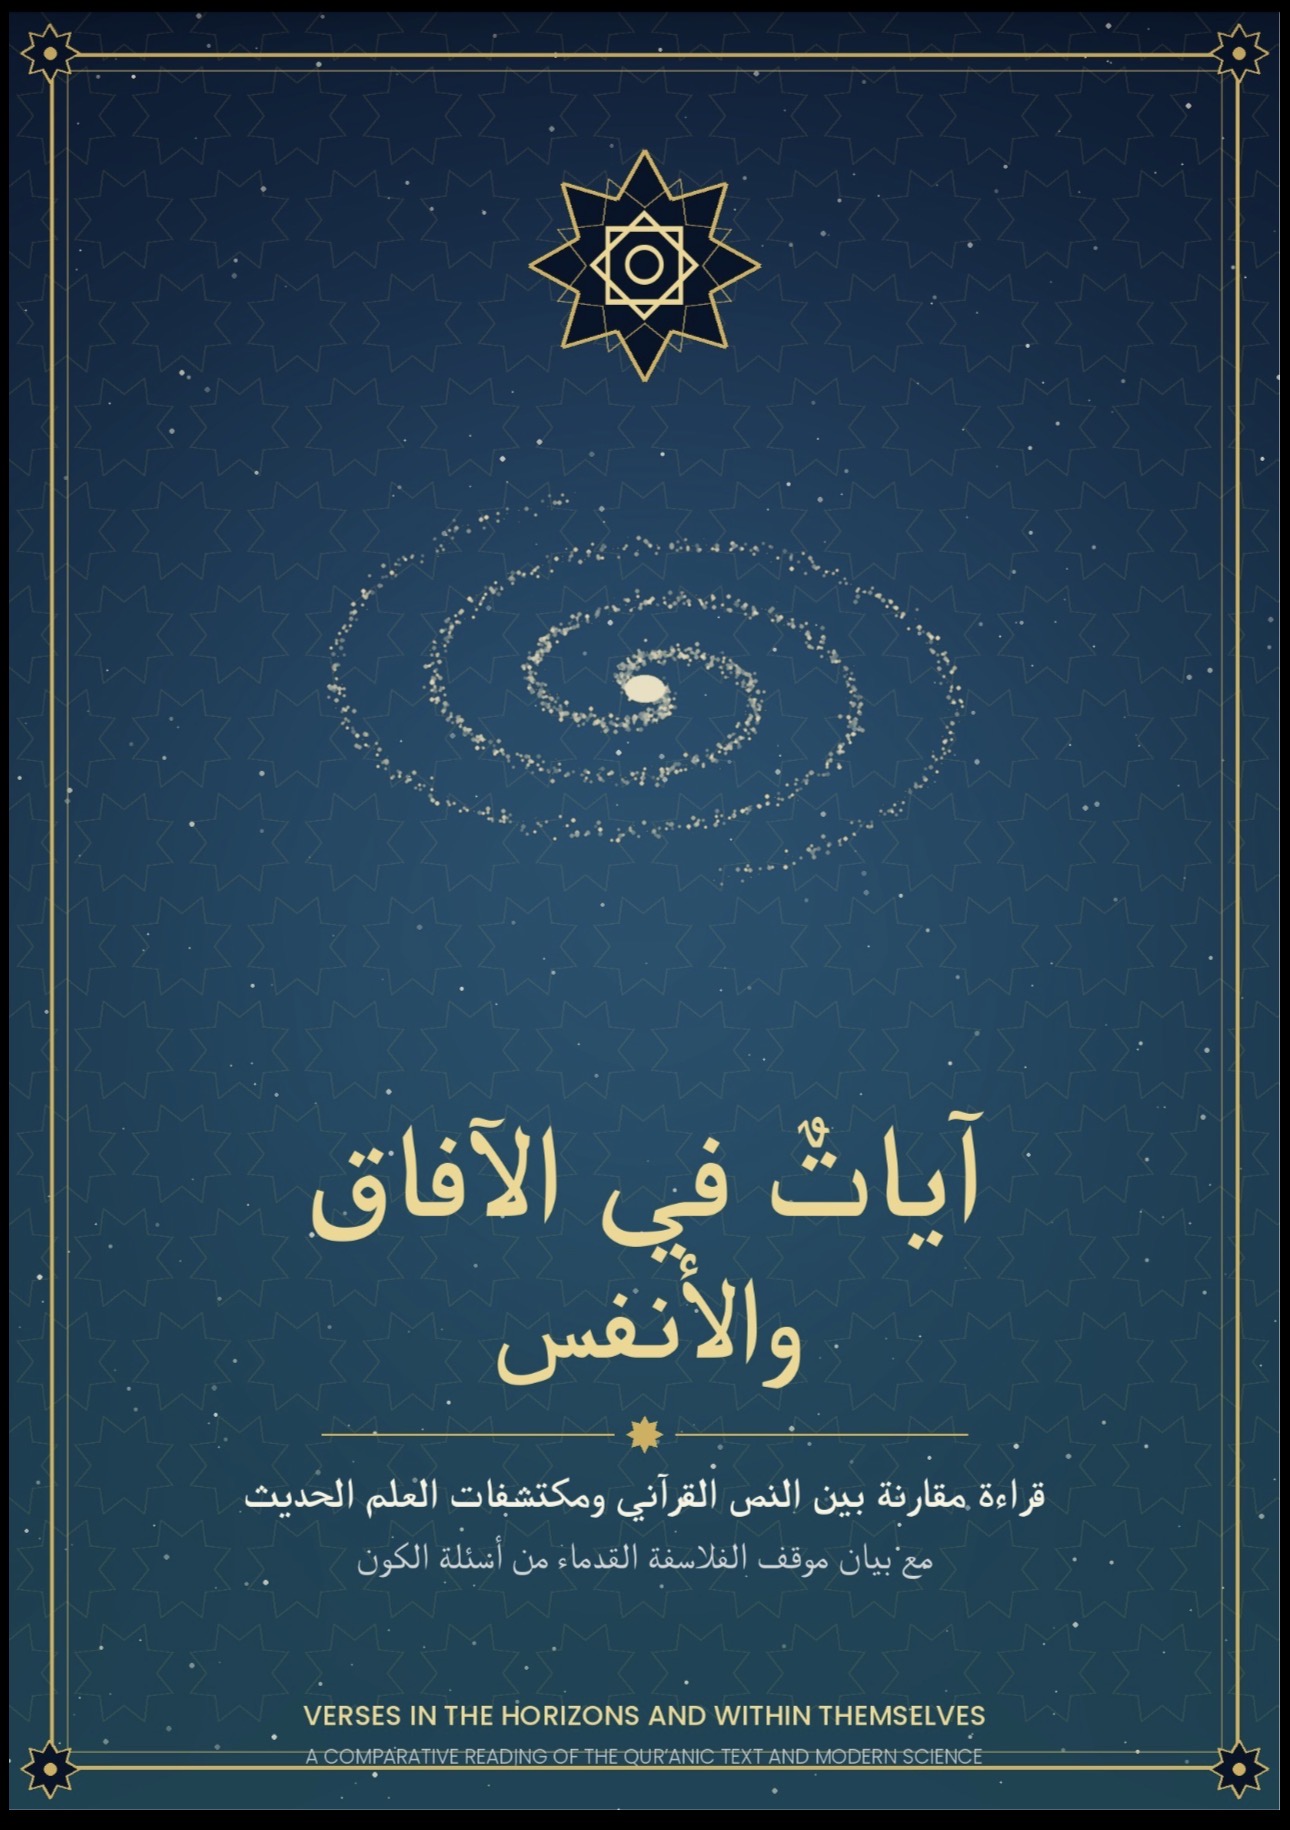 آياتٌ في الآفاق
والأنفس
قراءة مقارنة بين النص القرآني ومكتشفات العلم الحديث
مع بيان موقف الفلاسفة القدماء من أسئلة الكون
VERSES IN THE HORIZONS AND WITHIN THEMSELVES
A COMPARATIVE READING OF THE QUR'ANIC TEXT AND MODERN SCIENCE